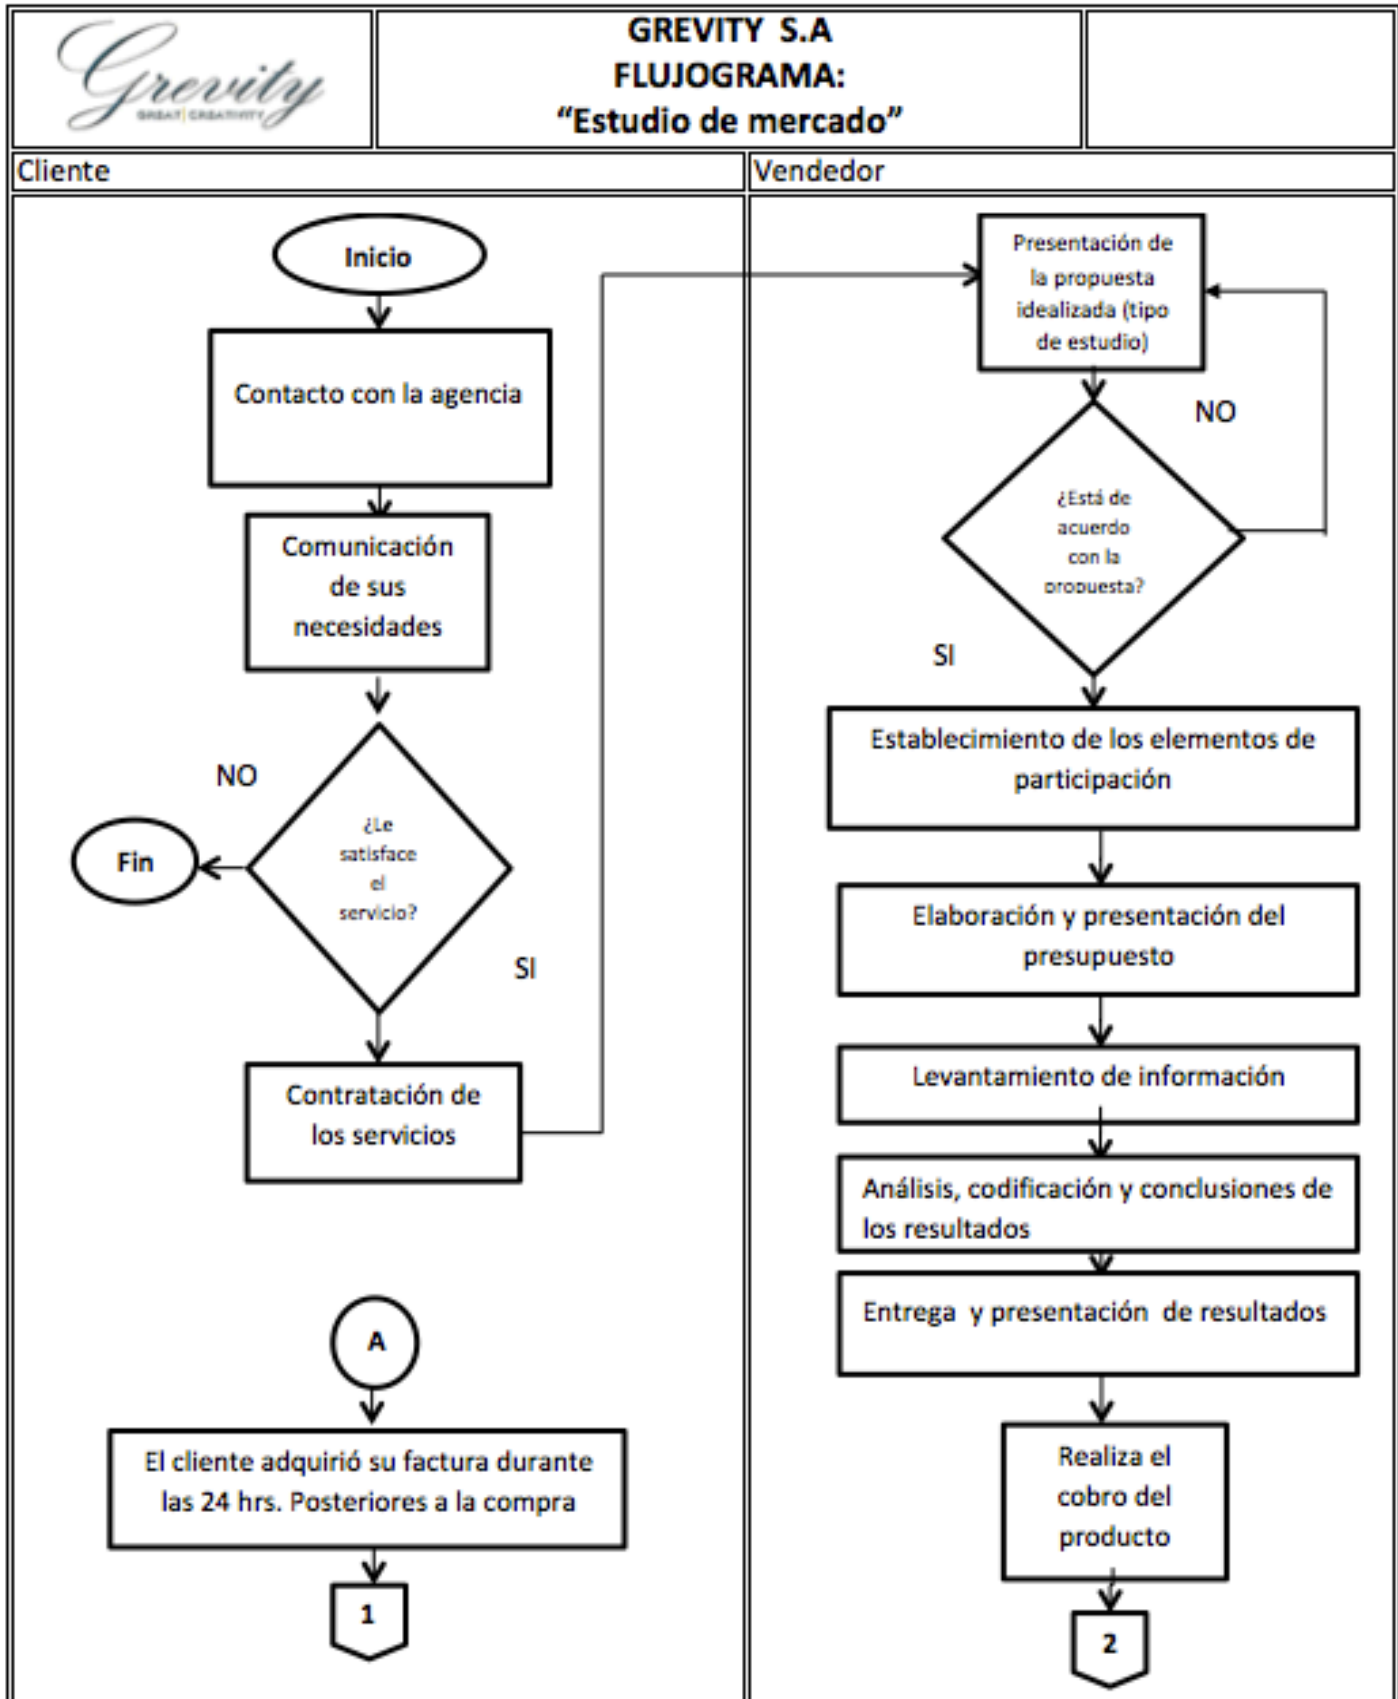 Grevity
GREAT CREATIVITY
GREVITY S.A
FLUJOGRAMA:
“Estudio de mercado”
Cliente
Vendedor
Inicio
Contacto con la agencia
Comunicación
de sus
necesidades
NO
¿Le
satisface
el
servicio?
Fin
SI
Contratación de
los servicios
A
El cliente adquirió su factura durante
las 24 hrs. Posteriores a la compra
1
Presentación de
la propuesta
idealizada (tipo
de estudio)
NO
¿Está de
acuerdo
con la
propuesta?
SI
Establecimiento de los elementos de
participación
Elaboración y presentación del
presupuesto
Levantamiento de información
Análisis, codificación y conclusiones de
los resultados
Entrega y presentación de resultados
Realiza el
cobro del
producto
2